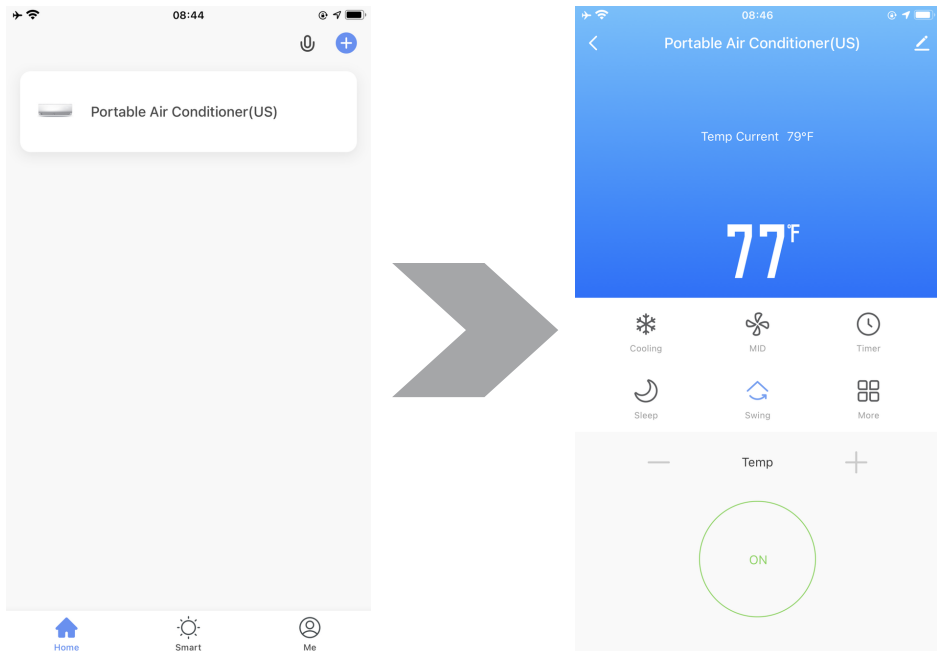 08:44
Portable Air Conditioner(US)
Home
Smart
Me
08:46
Portable Air Conditioner(US)
Temp Current 79°F
77°F
Cooling
MID
Timer
Sleep
Swing
More
Temp
ON